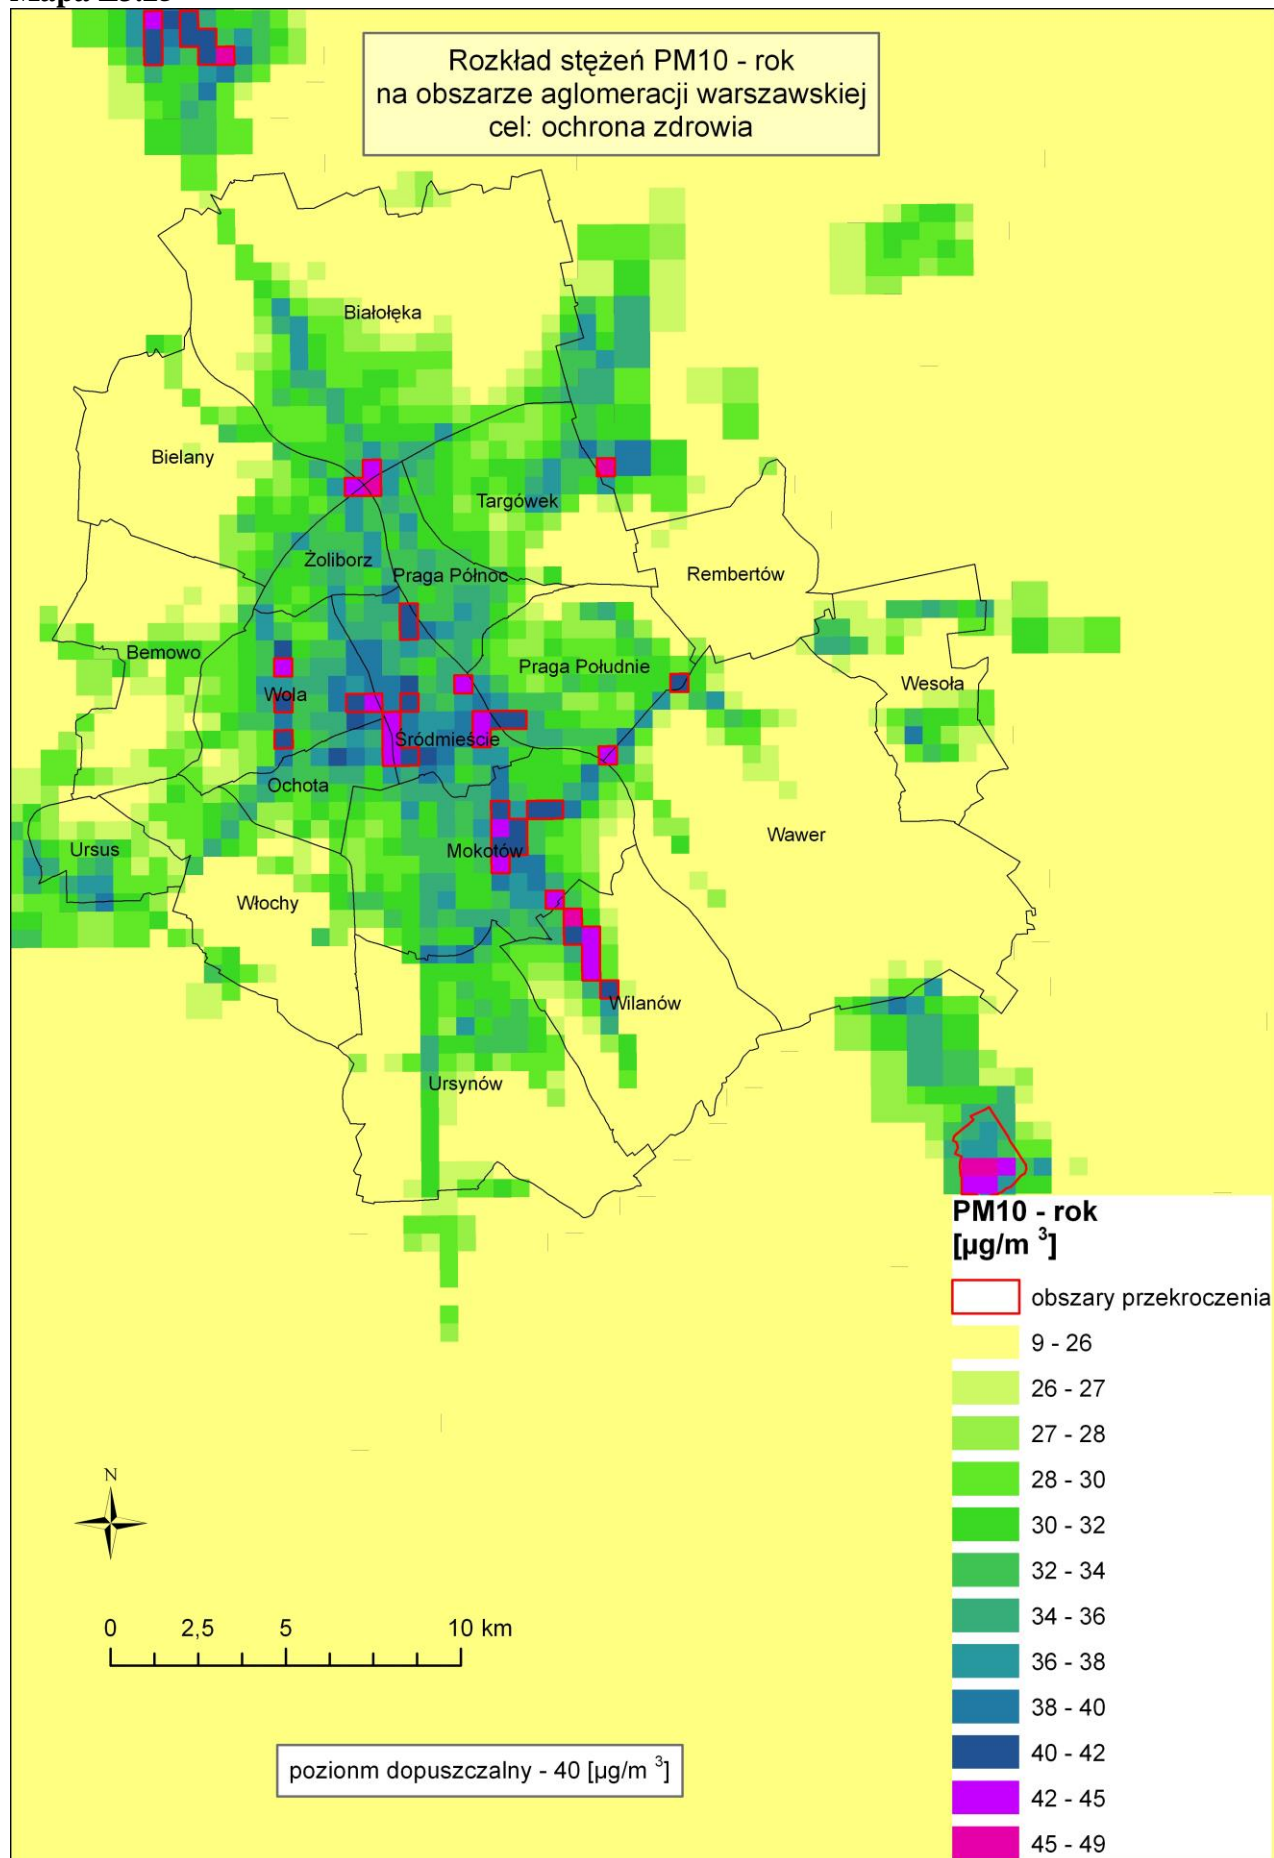 Rozkład stężeń PM10 - rok
na obszarze aglomeracji warszawskiej
cel: ochrona zdrowia
Białołęka
Bielany
Targówek
Żoliborz
Praga Północ
Rembertów
Bemowo
Praga Południe
Wola
Wesoła
Śródmieście
Ochota
Wawer
Ursus
Mokotów
Włochy
Wilanów
Ursynów
PM10 - rok
[µg/m ³]
obszary przekroczenia
9 - 26
26 - 27
27 - 28
28 - 30
30 - 32
32 - 34
34 - 36
36 - 38
38 - 40
40 - 42
42 - 45
45 - 49
N
0 2,5 5 10 km
pozionm dopuszczalny - 40 [µg/m ³]